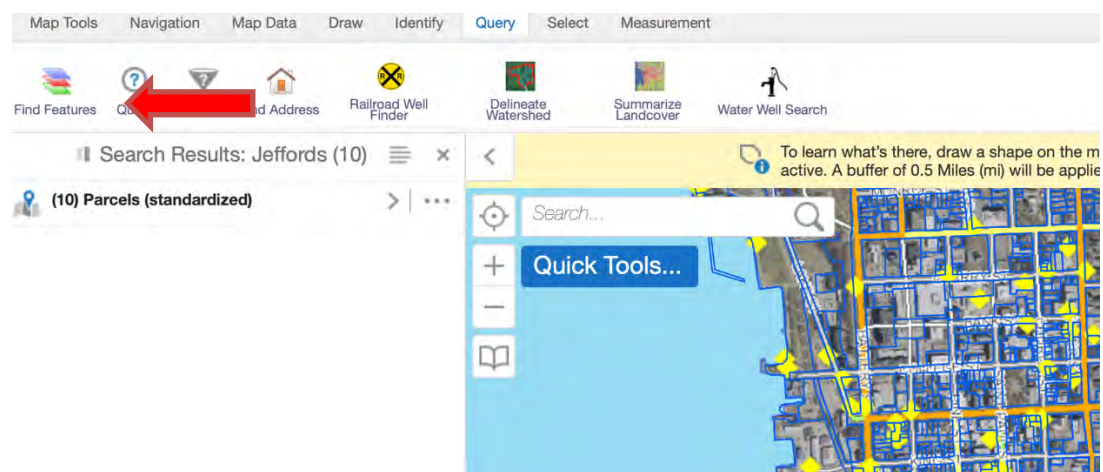 Map Tools Navigation Map Data Draw Identify Query Select Measurement
Find Features Qu nd Address Railroad Well Finder Delineate Watershed Summarize Landcover Water Well Search
Search Results: Jeffords (10)
To learn what's there, draw a shape on the m
active. A buffer of 0.5 Miles (mi) will be applie
(10) Parcels (standardized)
Search...
Quick Tools...